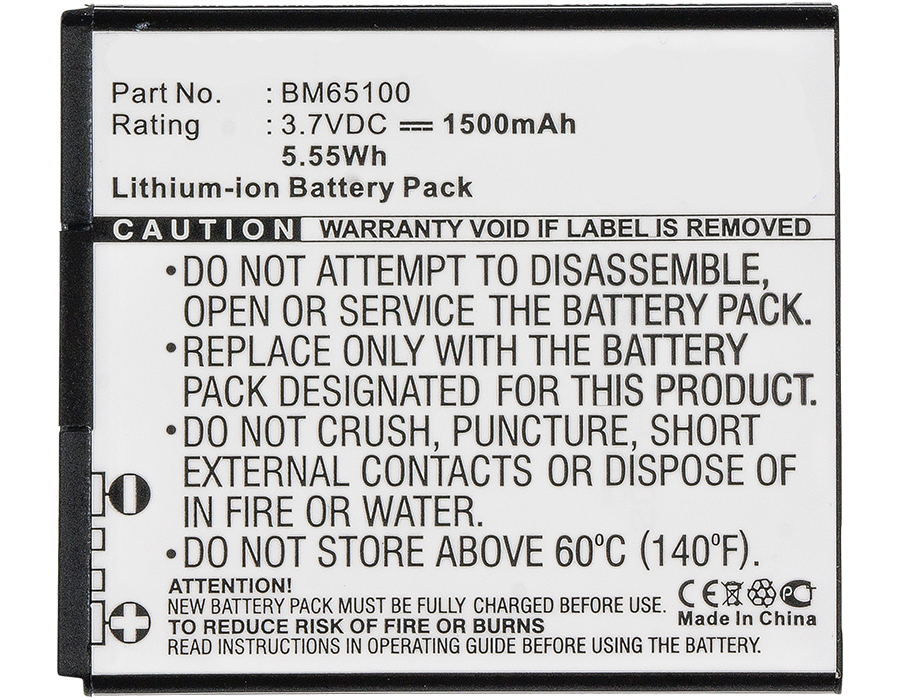 Part No. : BM65100
Rating : 3.7VDC ⎓ 1500mAh
5.55Wh
Lithium-ion Battery Pack
CAUTION WARRANTY VOID IF LABEL IS REMOVED
•DO NOT ATTEMPT TO DISASSEMBLE,
OPEN OR SERVICE THE BATTERY PACK.
•REPLACE ONLY WITH THE BATTERY
PACK DESIGNATED FOR THIS PRODUCT.
•DO NOT CRUSH, PUNCTURE, SHORT
EXTERNAL CONTACTS OR DISPOSE OF
IN FIRE OR WATER.
•DO NOT STORE ABOVE 60°C (140°F).
ATTENTION!
NEW BATTERY PACK MUST BE FULLY CHARGED BEFORE USE.
TO REDUCE RISK OF FIRE OR BURNS
READ INSTRUCTIONS IN OPERATING GUIDE BEFORE USING THE BATTERY.
CE
Made In China